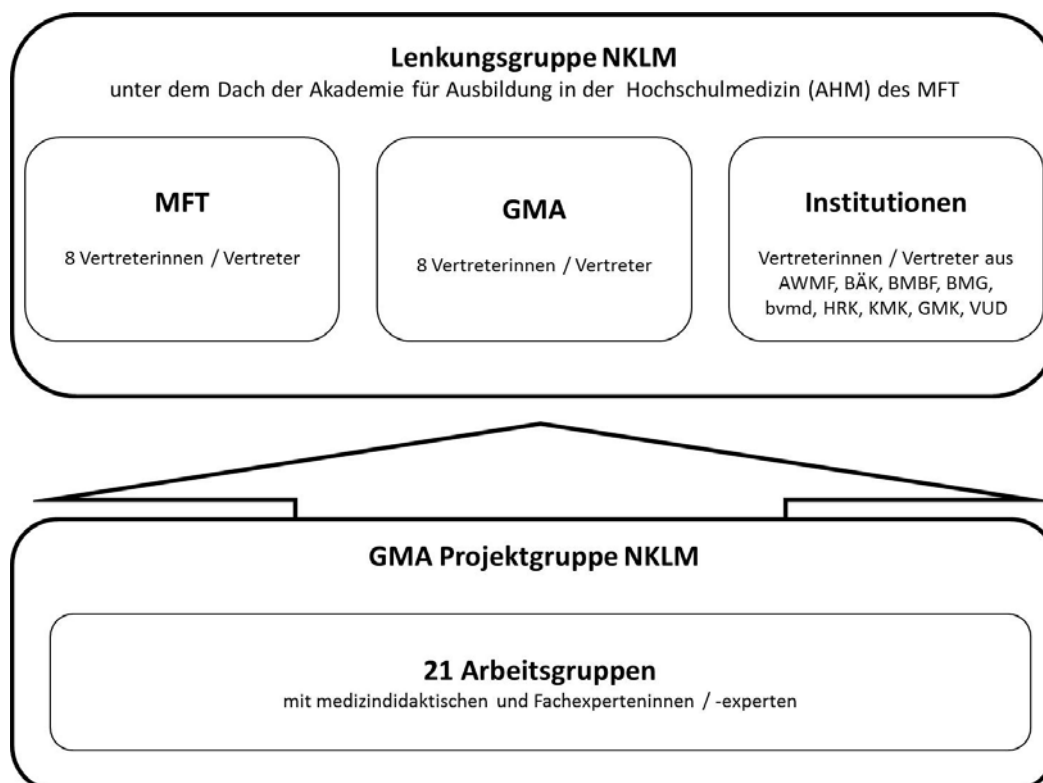 Lenkungsgruppe NKLM
unter dem Dach der Akademie für Ausbildung in der Hochschulmedizin (AHM) des MFT
MFT
8 Vertreterinnen / Vertreter
GMA
8 Vertreterinnen / Vertreter
Institutionen
Vertreterinnen / Vertreter aus
AWMF, BÄK, BMBF, BMG,
bvmd, HRK, KMK, GMK, VUD
GMA Projektgruppe NKLM
21 Arbeitsgruppen
mit medizindidaktischen und Fachexperteninnen / -experten